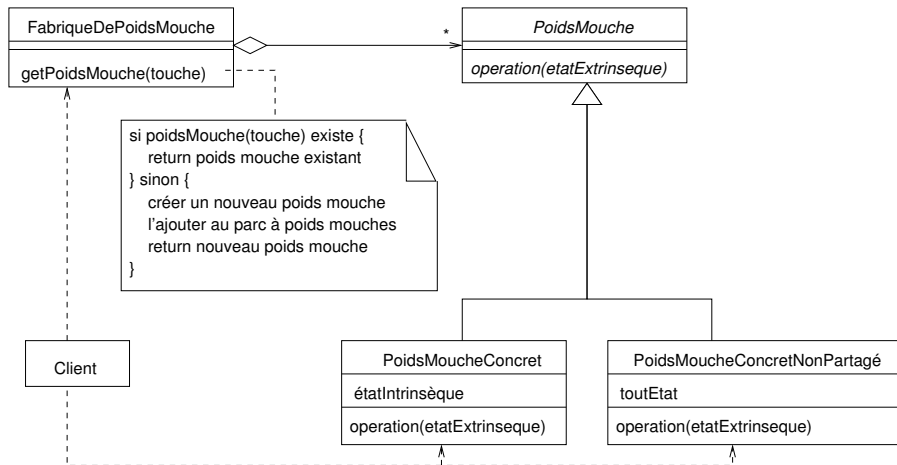 FabriqueDePoidsMouche
getPoidsMouche(touche)
*
PoidsMouche
operation(etatExtrinseque)
si poidsMouche(touche) existe {
return poids mouche existant
} sinon {
créer un nouveau poids mouche
l'ajouter au parc à poids mouches
return nouveau poids mouche
}
Client
PoidsMoucheConcret
étatIntrinsèque
operation(etatExtrinseque)
PoidsMoucheConcretNonPartagé
toutEtat
operation(etatExtrinseque)